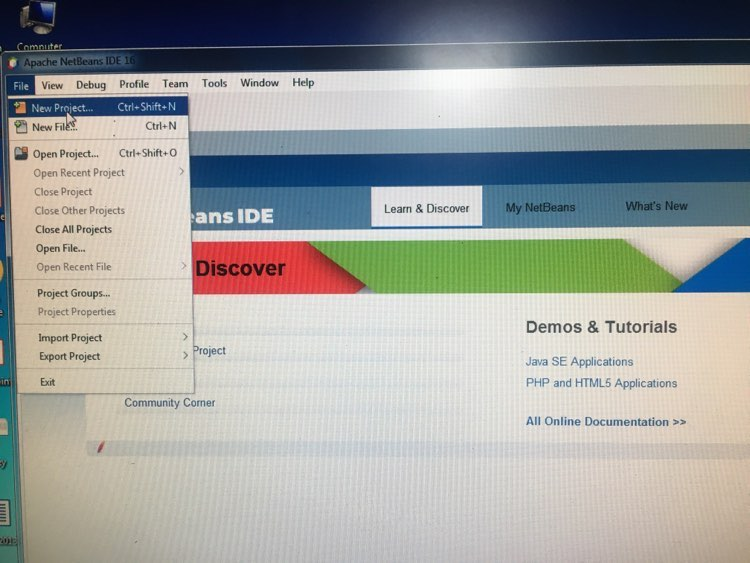 Computer
Apache NetBeans IDE 16
File View Debug Profile Team Tools Window Help
New Project... Ctrl+Shift+N
New File... Ctrl+N
Open Project... Ctrl+Shift+O
Open Recent Project
Close Project
Close Other Projects
Close All Projects
Open File...
Open Recent File
Project Groups...
Project Properties
Import Project
Export Project
Exit
eans IDE
Learn & Discover
My NetBeans
What's New
Discover
Project
Community Corner
Demos & Tutorials
Java SE Applications
PHP and HTML5 Applications
All Online Documentation >>